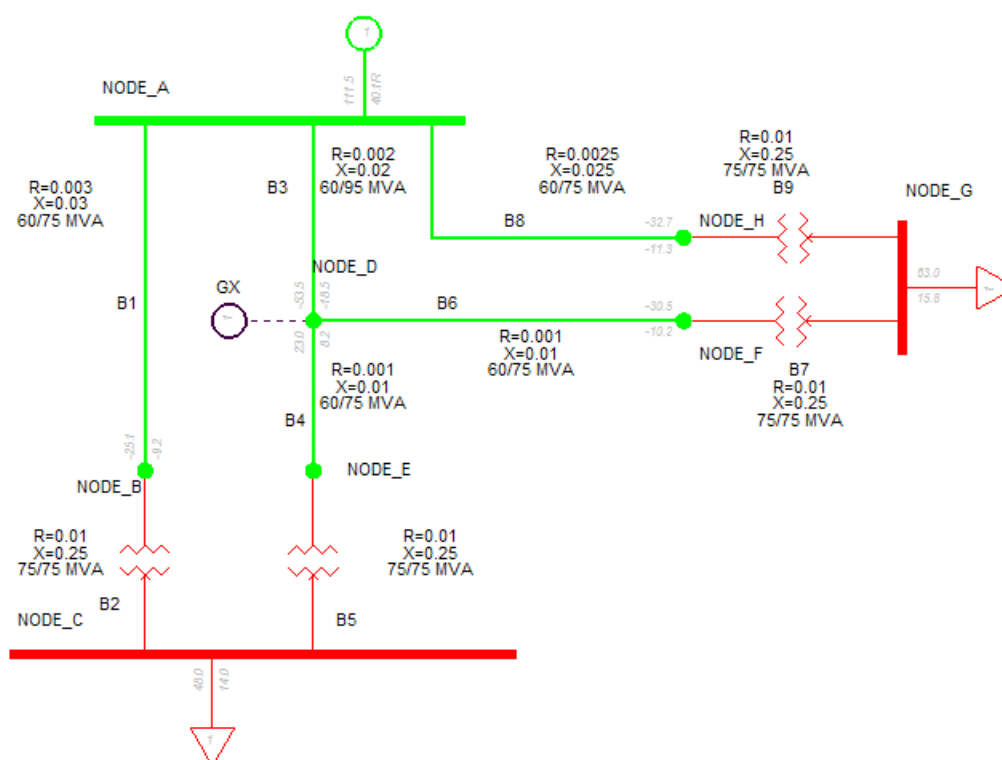 1
111.5
40.1R
NODE_A
R=0.003
X=0.03
60/75 MVA
B3
R=0.002
X=0.02
60/95 MVA
R=0.0025
X=0.025
60/75 MVA
B8
R=0.01
X=0.25
75/75 MVA
B9
NODE_G
-32.7
-11.3
NODE_H
NODE_D
-53.5
-18.5
GX
1
B1
B6
23.0
8.2
-30.5
-10.2
63.0
15.8
1
R=0.001
X=0.01
60/75 MVA
R=0.001
X=0.01
60/75 MVA
NODE_F
B7
R=0.01
X=0.25
75/75 MVA
B4
-25.1
-9.2
NODE_B
NODE_E
R=0.01
X=0.25
75/75 MVA
R=0.01
X=0.25
75/75 MVA
B2
NODE_C
B5
48.0
14.0
1